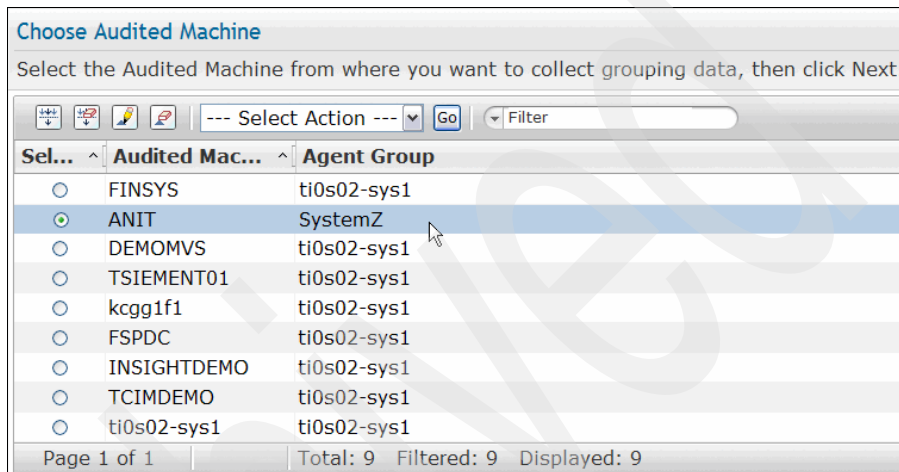 Choose Audited Machine
Select the Audited Machine from where you want to collect grouping data, then click Next
--- Select Action --- Go Filter
Sel... Audited Mac... Agent Group
FINSYS ti0s02-sys1
ANIT SystemZ
DEMOMVS ti0s02-sys1
TSIEMENT01 ti0s02-sys1
kcgg1f1 ti0s02-sys1
FSPDC ti0s02-sys1
INSIGHTDEMO ti0s02-sys1
TCIMDEMO ti0s02-sys1
ti0s02-sys1 ti0s02-sys1
Page 1 of 1 Total: 9 Filtered: 9 Displayed: 9